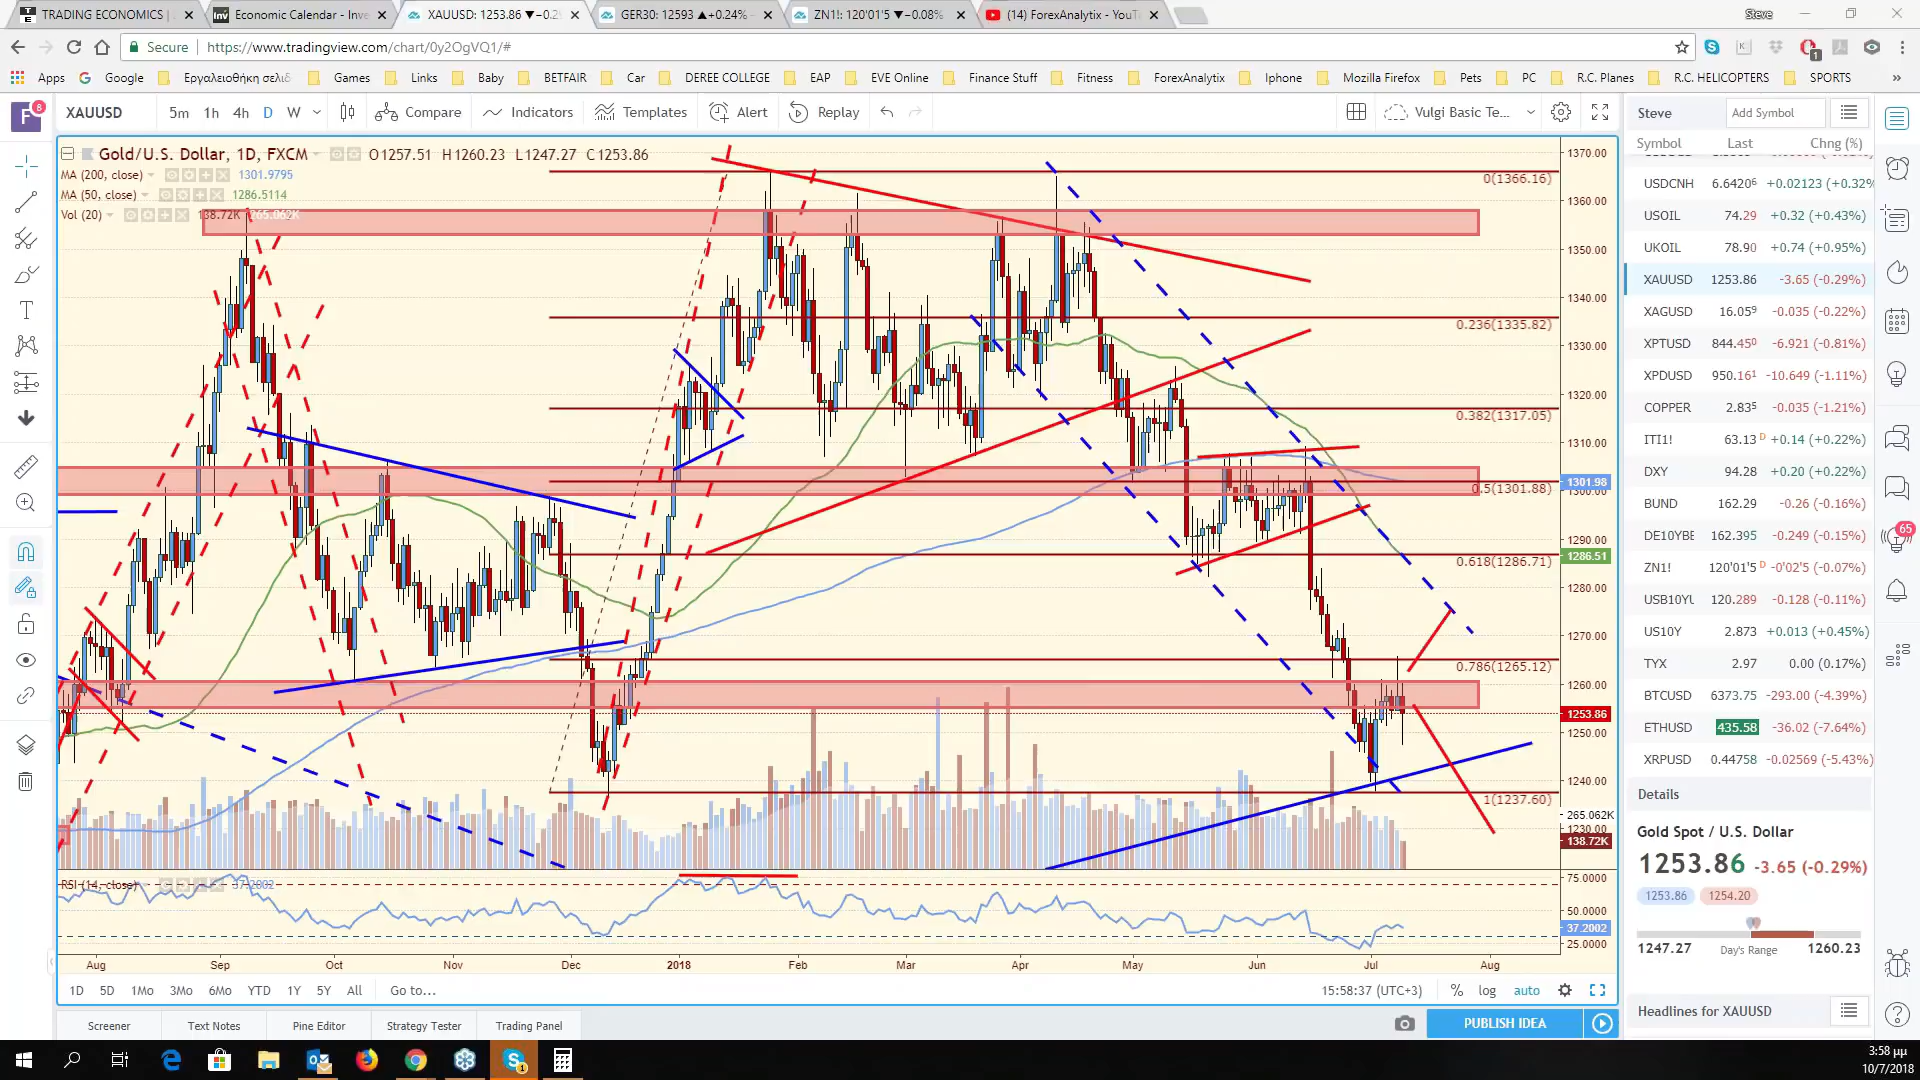 TRADING ECONOMICS
Economic Calendar - Inve
XAUUSD: 1253.86 ▼−0.2
GER30: 12593 ▲+0.24%
ZN1!: 120'01'5 ▼−0.08%
(14) ForexAnalytix - YouT
Steve
Secure
https://www.tradingview.com/chart/0y2OgVQ1/#
1
Apps
Google
Εργαλειοθήκη σελιδ
Games
Links
Baby
BETFAIR
Car
DEREE COLLEGE
EAP
EVE Online
Finance Stuff
Fitness
ForexAnalytix
Iphone
Mozilla Firefox
Pets
PC
R.C. Planes
R.C. HELICOPTERS
SPORTS
»
F
8
XAUUSD
5m
1h
4h
D
W
Compare
Indicators
Templates
Alert
Replay
Vulgi Basic Te...
Steve
Add Symbol
Gold/U.S. Dollar, 1D, FXCM
O1257.51 H1260.23 L1247.27 C1253.86
MA (200, close)
1301.9795
MA (50, close)
1286.5114
Vol (20)
138.72K
265.062K
0(1366.16)
0.236(1335.82)
0.382(1317.05)
0.5(1301.88)
0.618(1286.71)
0.786(1265.12)
1(1237.60)
1370.00
1360.00
1350.00
1340.00
1330.00
1320.00
1310.00
1301.98
1300.00
1290.00
1286.51
1280.00
1270.00
1260.00
1253.86
1250.00
1240.00
265.062K
1230.00
138.72K
RSI (14, close)
37.2002
75.0000
50.0000
37.2002
25.0000
Aug
Sep
Oct
Nov
Dec
2018
Feb
Mar
Apr
May
Jun
Jul
Aug
1D
5D
1Mo
3Mo
6Mo
YTD
1Y
5Y
All
Go to...
15:58:37 (UTC+3)
%
log
auto
Screener
Text Notes
Pine Editor
Strategy Tester
Trading Panel
PUBLISH IDEA
Symbol Last Chng (%)
USDCNH 6.6420⁶ +0.02123 (+0.32%
USOIL 74.29 +0.32 (+0.43%)
UKOIL 78.90 +0.74 (+0.95%)
XAUUSD 1253.86 -3.65 (-0.29%)
XAGUSD 16.05⁹ -0.035 (-0.22%)
XPTUSD 844.45⁰ -6.921 (-0.81%)
XPDUSD 950.16¹ -10.649 (-1.11%)
COPPER 2.83⁵ -0.035 (-1.21%)
ITI1! 63.13 D +0.14 (+0.22%)
DXY 94.28 +0.20 (+0.22%)
BUND 162.29 -0.26 (-0.16%)
DE10YBE 162.395 -0.249 (-0.15%)
ZN1! 120'01'5 D -0'02'5 (-0.07%)
USB10YU 120.289 -0.128 (-0.11%)
US10Y 2.873 +0.013 (+0.45%)
TYX 2.97 0.00 (0.17%)
BTCUSD 6373.75 -293.00 (-4.39%)
ETHUSD 435.58 -36.02 (-7.64%)
XRPUSD 0.44758 -0.02569 (-5.43%)
65
Details
Gold Spot / U.S. Dollar
1253.86 -3.65 (-0.29%)
1253.86
1254.20
1247.27 Day's Range 1260.23
Headlines for XAUUSD
1
3:58 μμ
10/7/2018